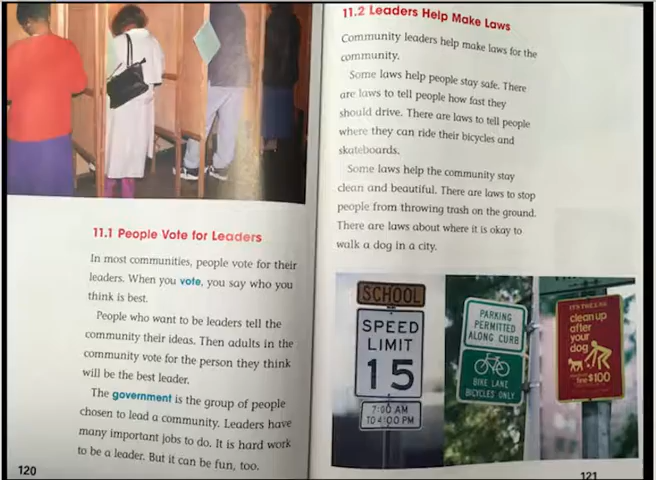 11.1 People Vote for Leaders
In most communities, people vote for their
leaders. When you vote, you say who you
think is best.
People who want to be leaders tell the
community their ideas. Then adults in the
community vote for the person they think
will be the best leader.
The government is the group of people
chosen to lead a community. Leaders have
many important jobs to do. It is hard work
to be a leader. But it can be fun, too.
120
11.2 Leaders Help Make Laws
Community leaders help make laws for the
community.
Some laws help people stay safe. There
are laws to tell people how fast they
should drive. There are laws to tell people
where they can ride their bicycles and
skateboards.
Some laws help the community stay
clean and beautiful. There are laws to stop
people from throwing trash on the ground.
There are laws about where it is okay to
walk a dog in a city.
SCHOOL
SPEED
LIMIT
15
7:00 AM
TO 4:00 PM
PARKING
PERMITTED
ALONG CURB
BIKE LANE
BICYCLES ONLY
IT'S THE LAW
clean up
after
your
dog
fine $100
121